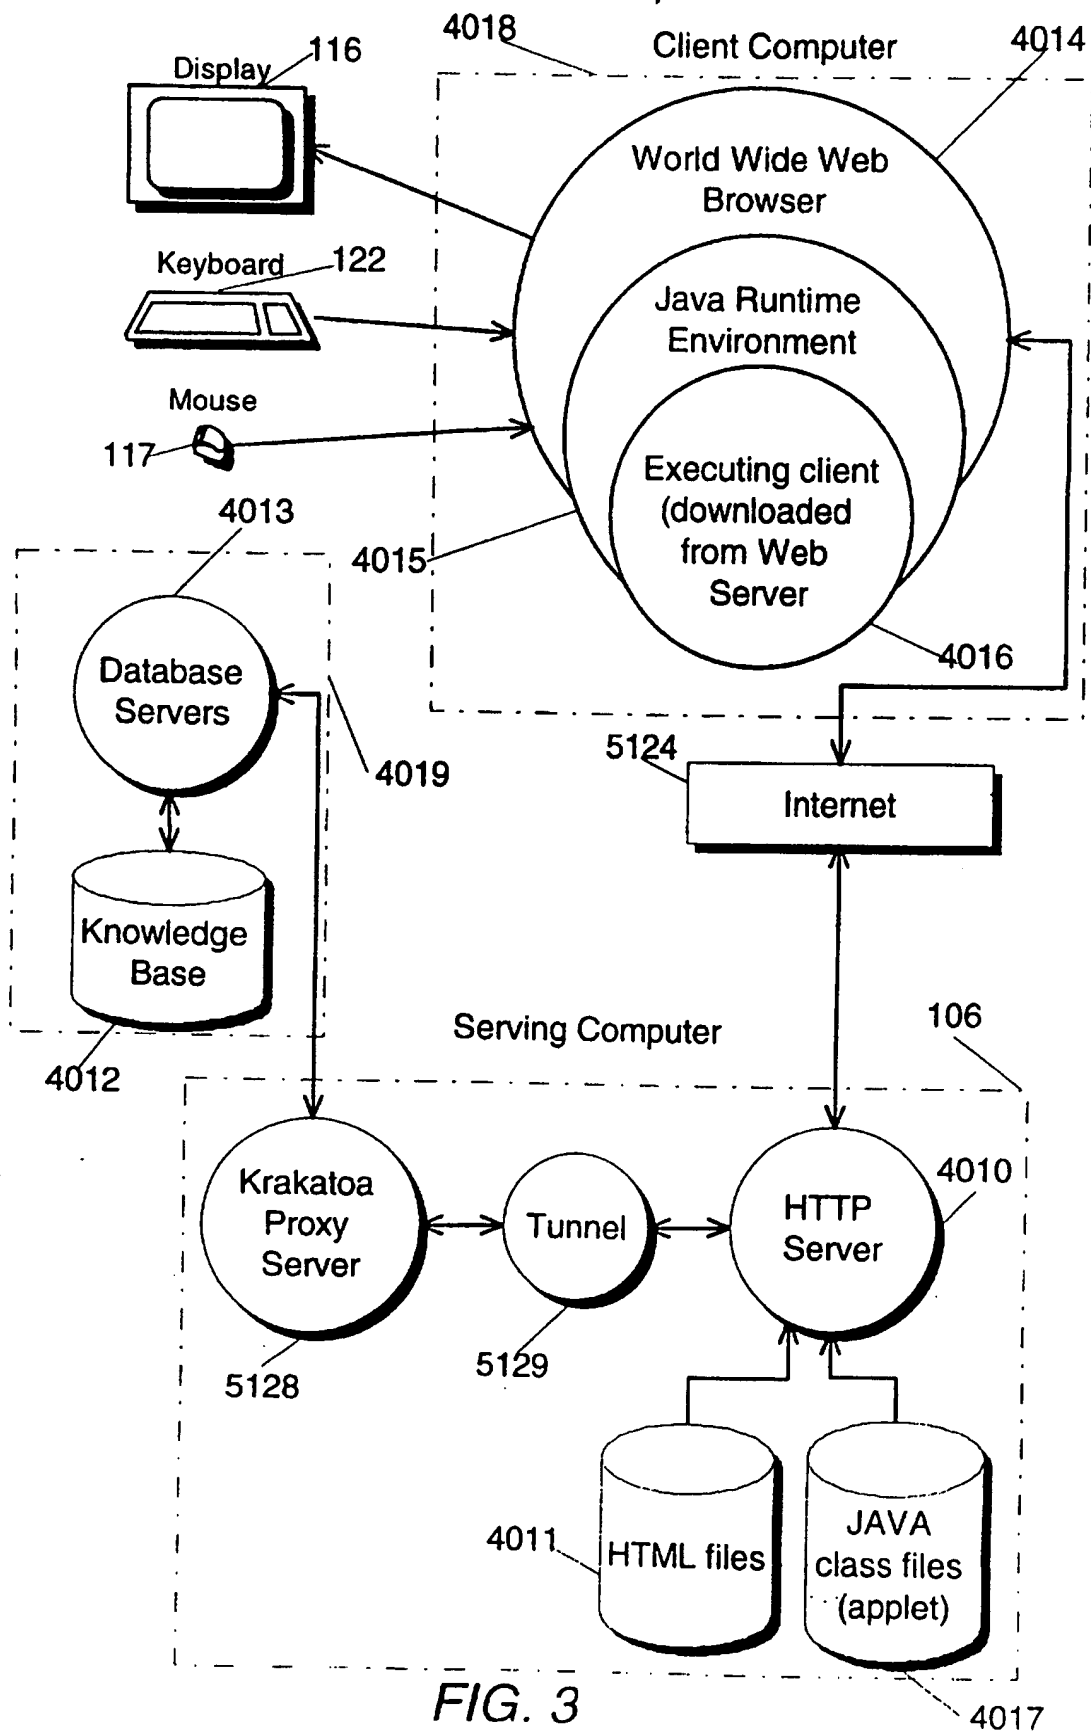 4018
Client Computer
4014
116
Display
World Wide Web
Browser
Keyboard
122
Java Runtime
Environment
Mouse
117
Executing client
(downloaded
from Web
Server
4015
4016
4013
Database
Servers
4019
5124
Internet
Knowledge
Base
4012
Serving Computer
106
Krakatoa
Proxy
Server
Tunnel
HTTP
Server
4010
5128
5129
4011
HTML files
JAVA
class files
(applet)
FIG. 3
4017